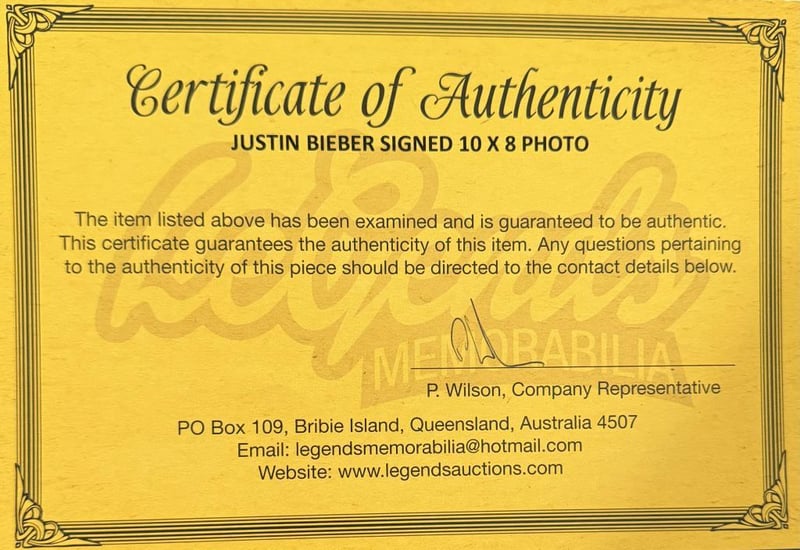 Certificate of Authenticity
JUSTIN BIEBER SIGNED 10 X 8 PHOTO
The item listed above has been examined and is guaranteed to be authentic.
This certificate guarantees the authenticity of this item. Any questions pertaining
to the authenticity of this piece should be directed to the contact details below.
Legends
MEMORABILIA
P. Wilson, Company Representative
PO Box 109, Bribie Island, Queensland, Australia 4507
Email: legendsmemorabilia@hotmail.com
Website: www.legendsauctions.com